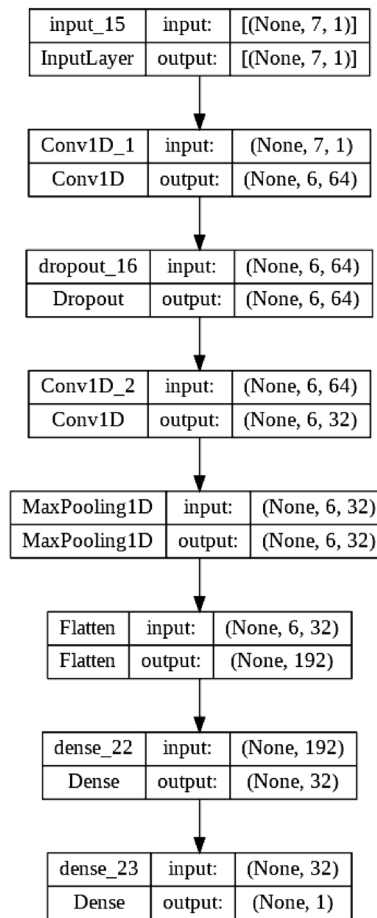 input_15 input: [(None, 7, 1)]
InputLayer output: [(None, 7, 1)]
Conv1D_1 input: (None, 7, 1)
Conv1D output: (None, 6, 64)
dropout_16 input: (None, 6, 64)
Dropout output: (None, 6, 64)
Conv1D_2 input: (None, 6, 64)
Conv1D output: (None, 6, 32)
MaxPooling1D input: (None, 6, 32)
MaxPooling1D output: (None, 6, 32)
Flatten input: (None, 6, 32)
Flatten output: (None, 192)
dense_22 input: (None, 192)
Dense output: (None, 32)
dense_23 input: (None, 32)
Dense output: (None, 1)